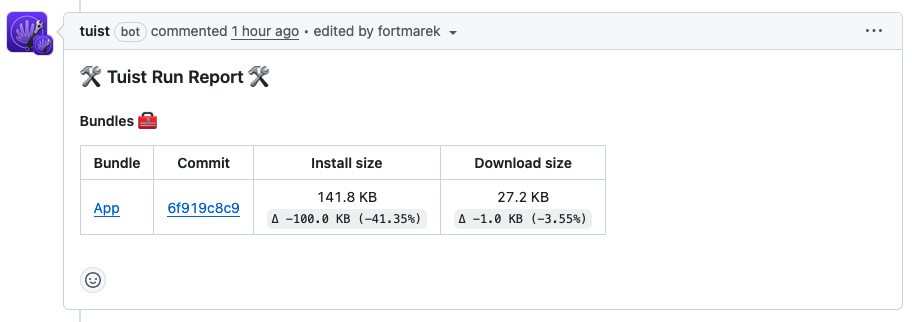 tuist bot commented 1 hour ago • edited by fortmarek
🛠 Tuist Run Report 🛠
Bundles 🧰
Bundle Commit Install size Download size
App 6f919c8c9 141.8 KB 27.2 KB
Δ -100.0 KB (-41.35%) Δ -1.0 KB (-3.55%)